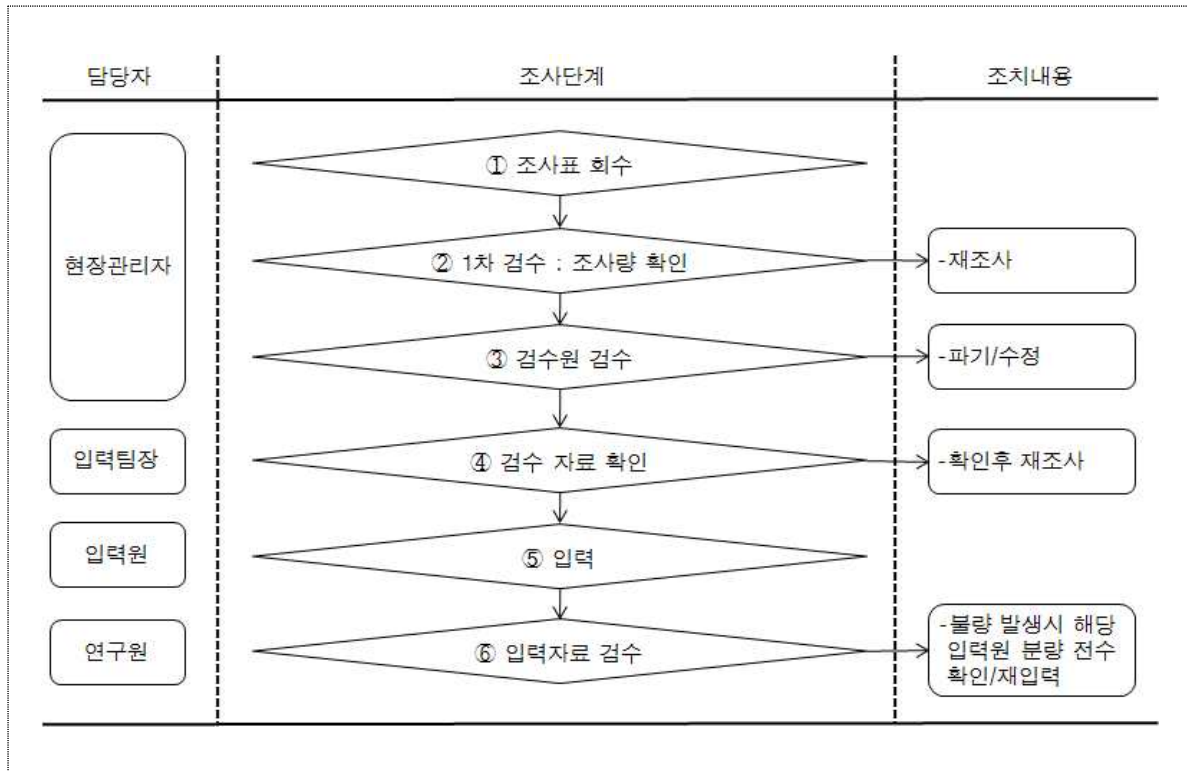 담당자
조사단계
조치내용
현장관리자
① 조사표 회수
② 1차 검수 : 조사량 확인
-재조사
③ 검수원 검수
-파기/수정
입력팀장
④ 검수 자료 확인
-확인후 재조사
입력원
⑤ 입력
연구원
⑥ 입력자료 검수
-불량 발생시 해당
입력원 분량 전수
확인/재입력